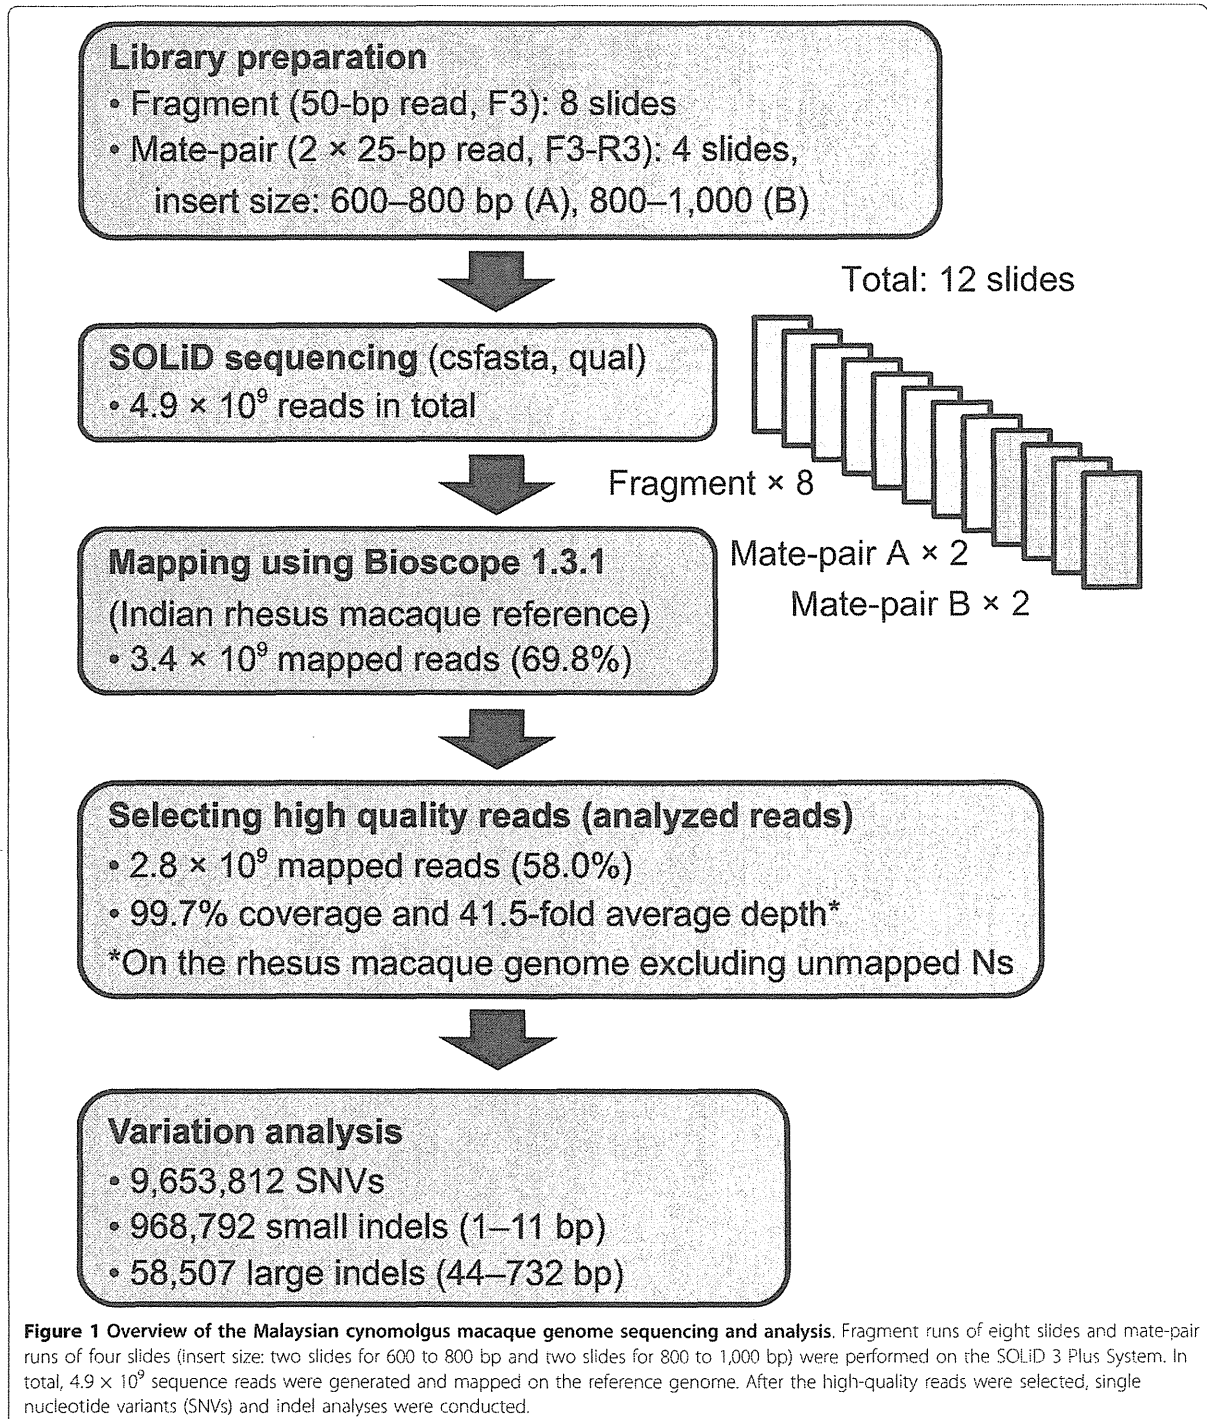 Library preparation
• Fragment (50-bp read, F3): 8 slides
• Mate-pair (2 × 25-bp read, F3-R3): 4 slides,
insert size: 600–800 bp (A), 800–1,000 (B)
Total: 12 slides
SOLiD sequencing (csfasta, qual)
• 4.9 × 10⁹ reads in total
Fragment × 8
Mate-pair A × 2
Mate-pair B × 2
Mapping using Bioscope 1.3.1
(Indian rhesus macaque reference)
• 3.4 × 10⁹ mapped reads (69.8%)
Selecting high quality reads (analyzed reads)
• 2.8 × 10⁹ mapped reads (58.0%)
• 99.7% coverage and 41.5-fold average depth*
*On the rhesus macaque genome excluding unmapped Ns
Variation analysis
• 9,653,812 SNVs
• 968,792 small indels (1–11 bp)
• 58,507 large indels (44–732 bp)
Figure 1 Overview of the Malaysian cynomolgus macaque genome sequencing and analysis. Fragment runs of eight slides and mate-pair
runs of four slides (insert size: two slides for 600 to 800 bp and two slides for 800 to 1,000 bp) were performed on the SOLiD 3 Plus System. In
total, 4.9 × 10⁹ sequence reads were generated and mapped on the reference genome. After the high-quality reads were selected, single
nucleotide variants (SNVs) and indel analyses were conducted.